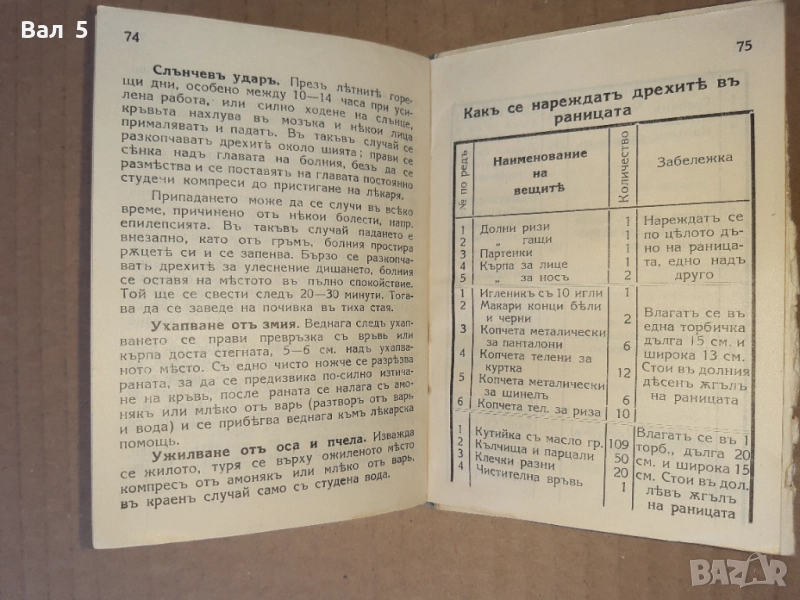 Вал 5
74
Слънчевъ ударъ. Презъ лѣтнитѣ горе-
щи дни, особено между 10—14 часа при уси-
лена работа, или силно ходене на слънце,
кръвьта нахлува въ мозъка и нѣкои лица
прималяватъ и падатъ. Въ такъвъ случай се
разкопчаватъ дрехитѣ около шията; прави се
сѣнка надъ главата на болния, безъ да се
размѣства и се поставятъ на главата постоянно
студени компреси до пристигане на лѣкаря.
Припадането може да се случи въ всѣко
време, причинено отъ нѣкои болести, напр.
епилепсията. Въ такъвъ случай падането е
внезапно, като отъ гръмъ, болния простира
рѫцетѣ си и се запенва. Бързо се разкопча-
ватъ дрехитѣ за улеснение дишането, болния
се оставя на мѣстото въ пълно спокойствие.
Той ще се свести следъ 20—30 минути. Тога-
ва да се заведе на почивка въ тиха стая.
Ухапване отъ змия. Веднага следъ ухап-
ването се прави превръзка съ връвь или
кърпа доста стегната, 5—6 см. надъ ухапва-
ното мѣсто. Съ едно чисто ножче се разрѣзва
раната, за да се предизвика по-силно изтича-
не на кръвь, после раната се налага съ амо-
някъ или млѣко отъ варь (разтворъ отъ варь
и вода) и се прибѣгва веднага къмъ лѣкарска
помощь.
Ужилване отъ оса и пчела. Изважда
се жилото, туря се върху ожиленото мѣсто
компресъ отъ амонякъ или млѣко отъ варь,
въ краенъ случай само съ студена вода.
75
Какъ се нареждатъ дрехитѣ въ
раницата
№ по редъ
Наименование
на
вещитѣ
Количество
Забележка
1 Долни ризи 1
2 „ гащи 1
3 Партенки 1
4 Кърпа за лице 1
5 „ за носъ 2
Нареждатъ се
по цѣлото дъ-
но на раница-
та, едно надъ
друго
1 Игленикъ съ 10 игли 1
2 Макари конци бѣли
и черни 2
3 Копчета металически
за панталони 6
4 Копчета телени за
куртка 12
5 Копчета металически
за шинелъ 6
6 Копчета тел. за риза 10
Влагатъ се въ
една торбичка
дълга 15 см. и
широка 13 см.
Стои въ долния
десенъ ѫгълъ
на раницата
1 Кутийка съ масло гр. 109
2 Кълчища и парцали 50
3 Клечки разни 20
4 Чистителна връвь 1
Влагатъ се въ 1
торб., дълга 20
см. и широка 15
см. Стои въ дол.
лѣвъ ѫгълъ
на раницата
BAZAR